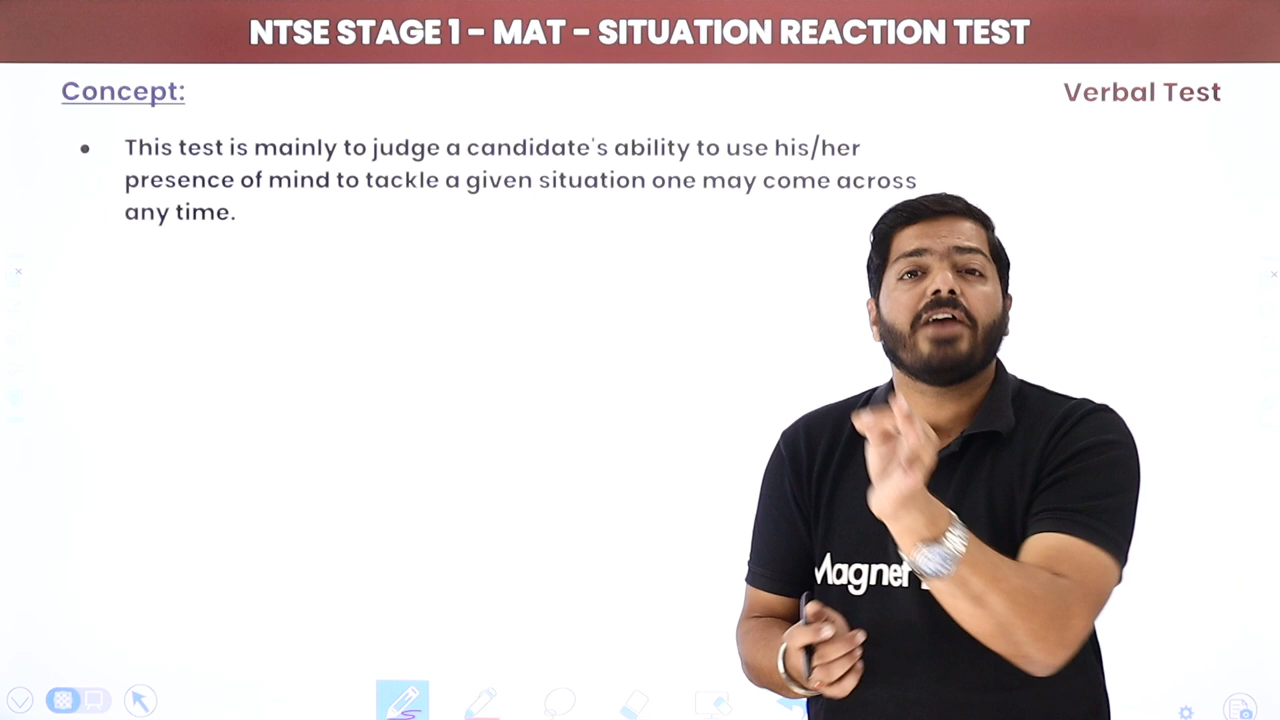 NTSE STAGE 1 – MAT – SITUATION REACTION TEST
Concept:
Verbal Test
This test is mainly to judge a candidate's ability to use his/her
presence of mind to tackle a given situation one may come across
any time.
Magnet